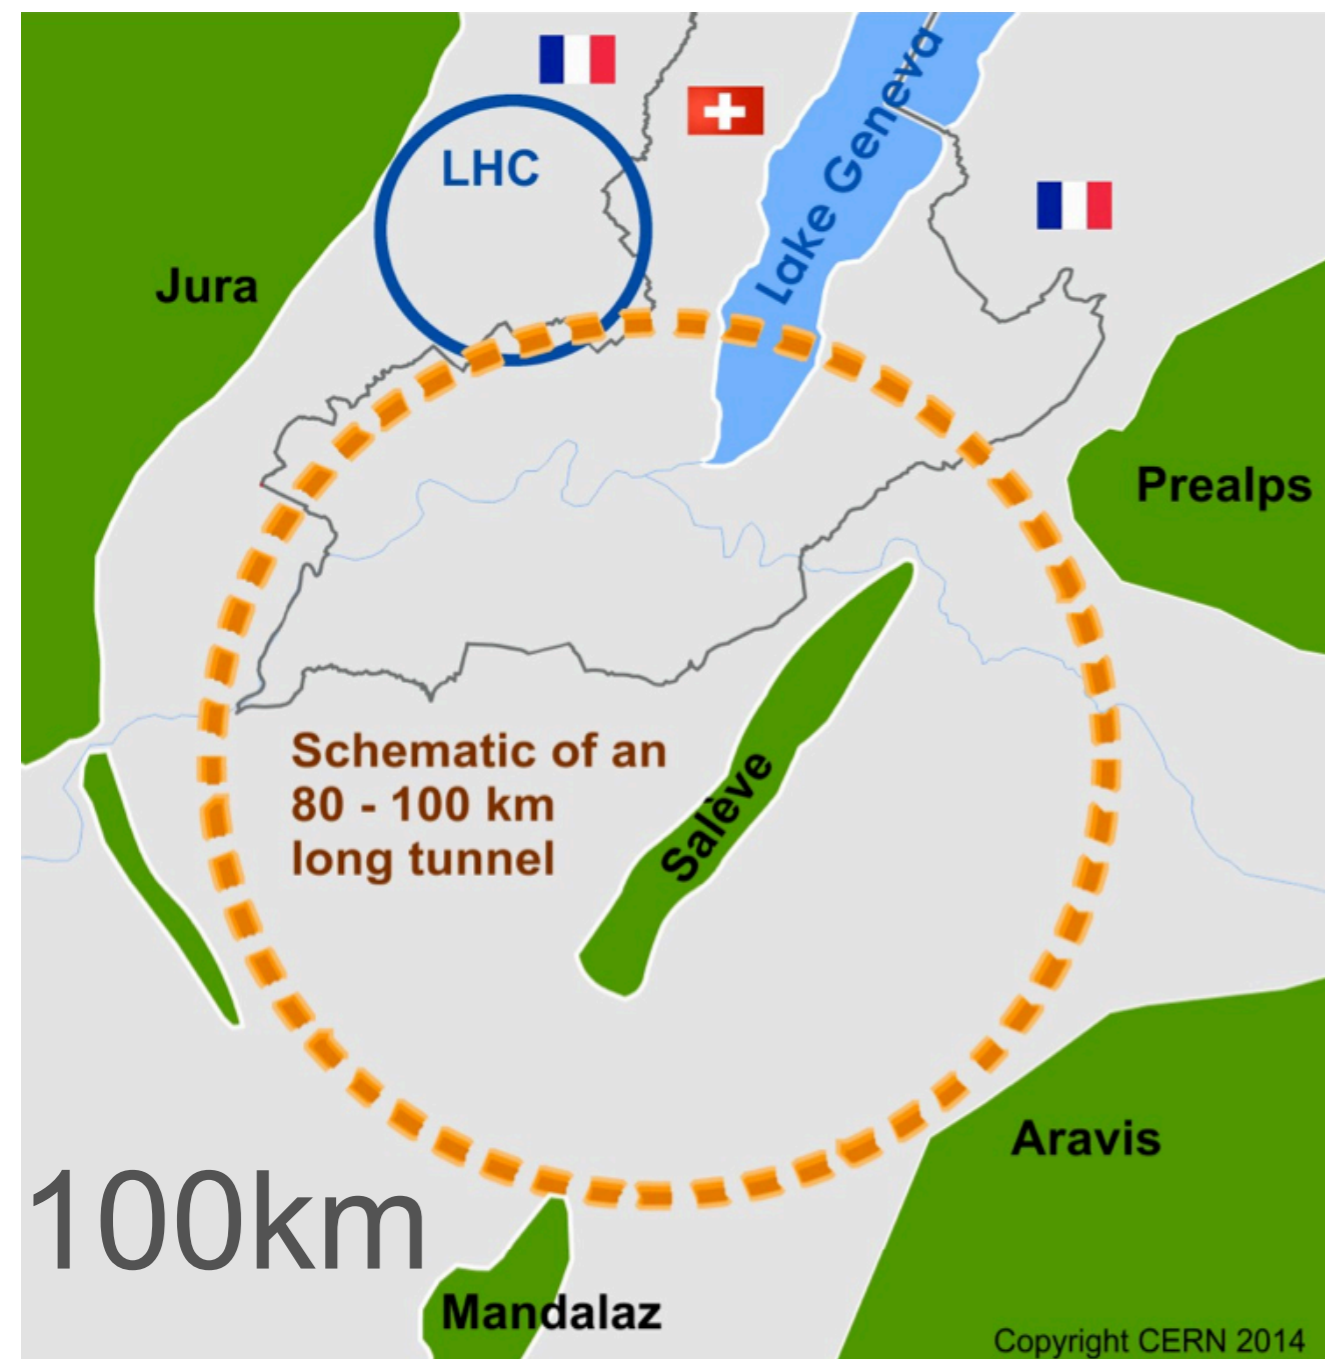 LHC
Lake Geneva
Jura
Prealps
Schematic of an
80 - 100 km
long tunnel
Salève
Aravis
100km
Mandalaz
Copyright CERN 2014